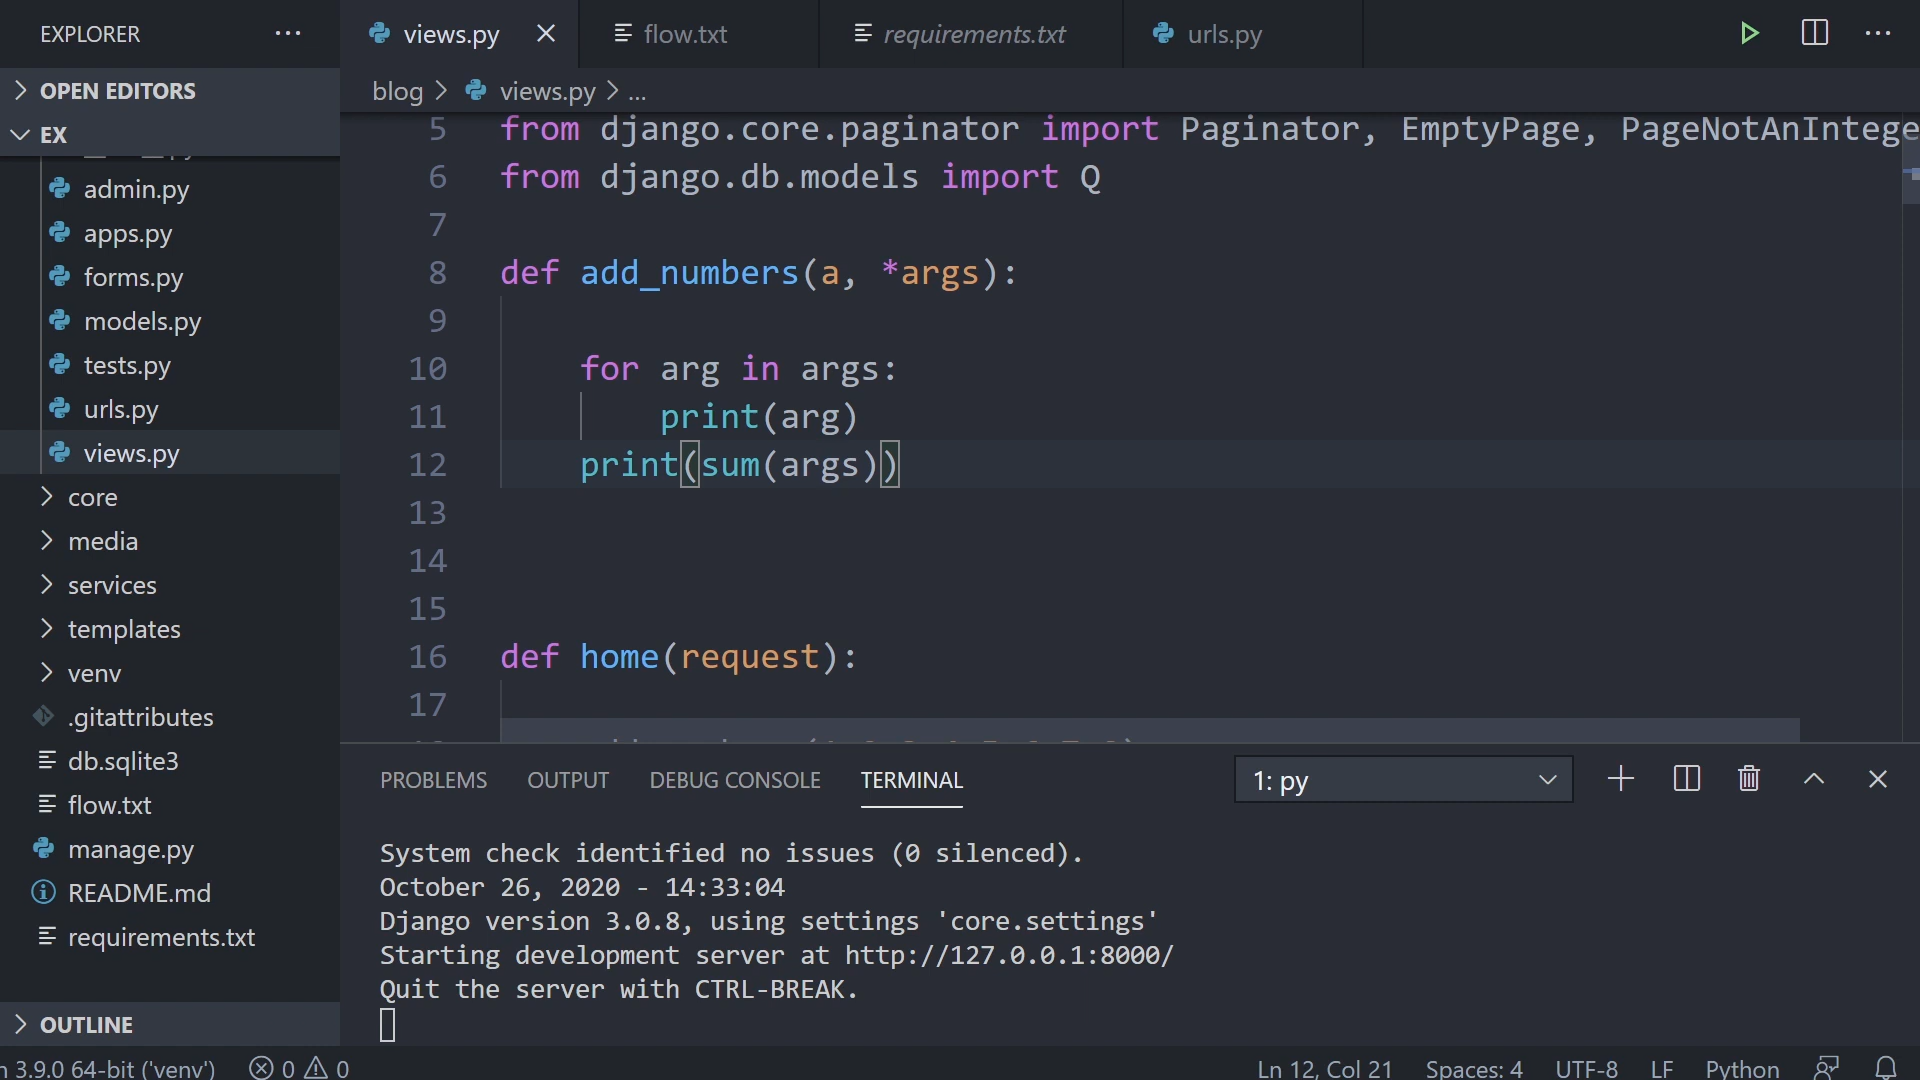 EXPLORER
OPEN EDITORS
EX
admin.py
apps.py
forms.py
models.py
tests.py
urls.py
views.py
core
media
services
templates
venv
.gitattributes
db.sqlite3
flow.txt
manage.py
README.md
requirements.txt
OUTLINE
views.py
flow.txt
requirements.txt
urls.py
blog > views.py > ...
5 from django.core.paginator import Paginator, EmptyPage, PageNotAnIntege
6 from django.db.models import Q
7
8 def add_numbers(a, *args):
9
10 for arg in args:
11 print(arg)
12 print(sum(args))
13
14
15
16 def home(request):
17
PROBLEMS OUTPUT DEBUG CONSOLE TERMINAL 1: py
System check identified no issues (0 silenced).
October 26, 2020 - 14:33:04
Django version 3.0.8, using settings 'core.settings'
Starting development server at http://127.0.0.1:8000/
Quit the server with CTRL-BREAK.
n 3.9.0 64-bit ('venv') 0 0 Ln 12, Col 21 Spaces: 4 UTF-8 LF Python